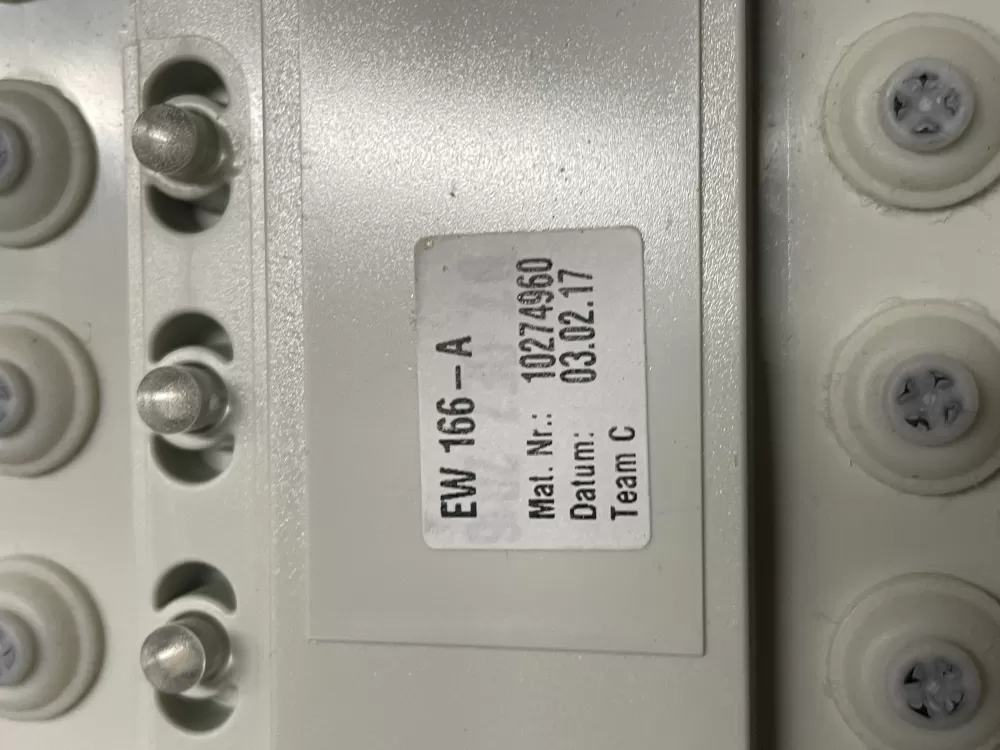 EW 166 – A
Mat. Nr.: 10274960
Datum: 03.02.17
Team C